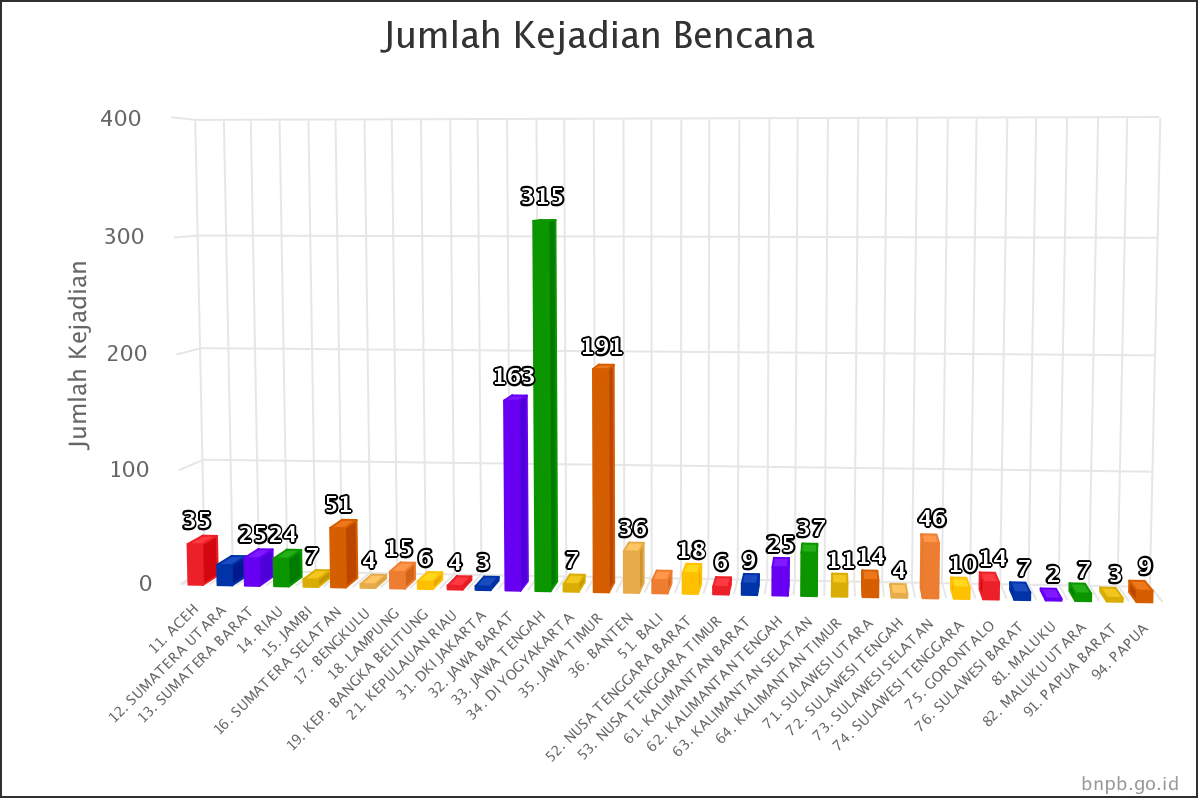 Jumlah Kejadian Bencana
Jumlah Kejadian
400
300
200
100
0
35
25
24
7
51
4
15
6
4
3
163
315
7
191
36
18
6
9
25
37
11
14
4
46
10
14
7
2
7
3
9
11. ACEH
12. SUMATERA UTARA
13. SUMATERA BARAT
14. RIAU
15. JAMBI
16. SUMATERA SELATAN
17. BENGKULU
18. LAMPUNG
19. KEP. BANGKA BELITUNG
21. KEPULAUAN RIAU
31. DKI JAKARTA
32. JAWA BARAT
33. JAWA TENGAH
34. DI YOGYAKARTA
35. JAWA TIMUR
36. BANTEN
51. BALI
52. NUSA TENGGARA BARAT
53. NUSA TENGGARA TIMUR
61. KALIMANTAN BARAT
62. KALIMANTAN TENGAH
63. KALIMANTAN SELATAN
64. KALIMANTAN TIMUR
71. SULAWESI UTARA
72. SULAWESI TENGAH
73. SULAWESI SELATAN
74. SULAWESI TENGGARA
75. GORONTALO
76. SULAWESI BARAT
81. MALUKU
82. MALUKU UTARA
91. PAPUA BARAT
94. PAPUA
bnpb.go.id